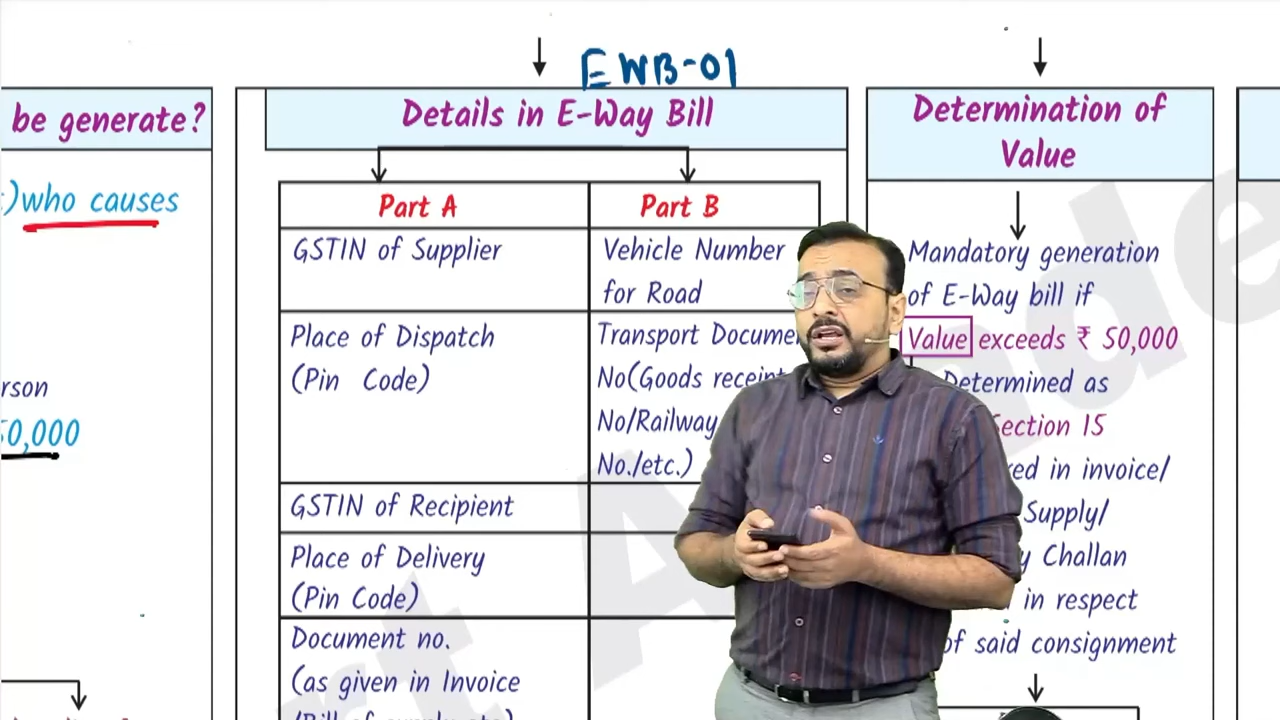 EWB-01
be generate?
who causes
erson
50,000
Details in E-Way Bill
Part A
Part B
GSTIN of Supplier
Vehicle Number
for Road
Place of Dispatch
(Pin Code)
Transport Docume
No(Goods receipt
No/Railway
No./etc.)
GSTIN of Recipient
Place of Delivery
(Pin Code)
Document no.
(as given in Invoice
Determination of
Value
Mandatory generation
of E-Way bill if
Value exceeds ₹ 50,000
Determined as
Section 15
red in invoice/
Supply/
y Challan
in respect
of said consignment